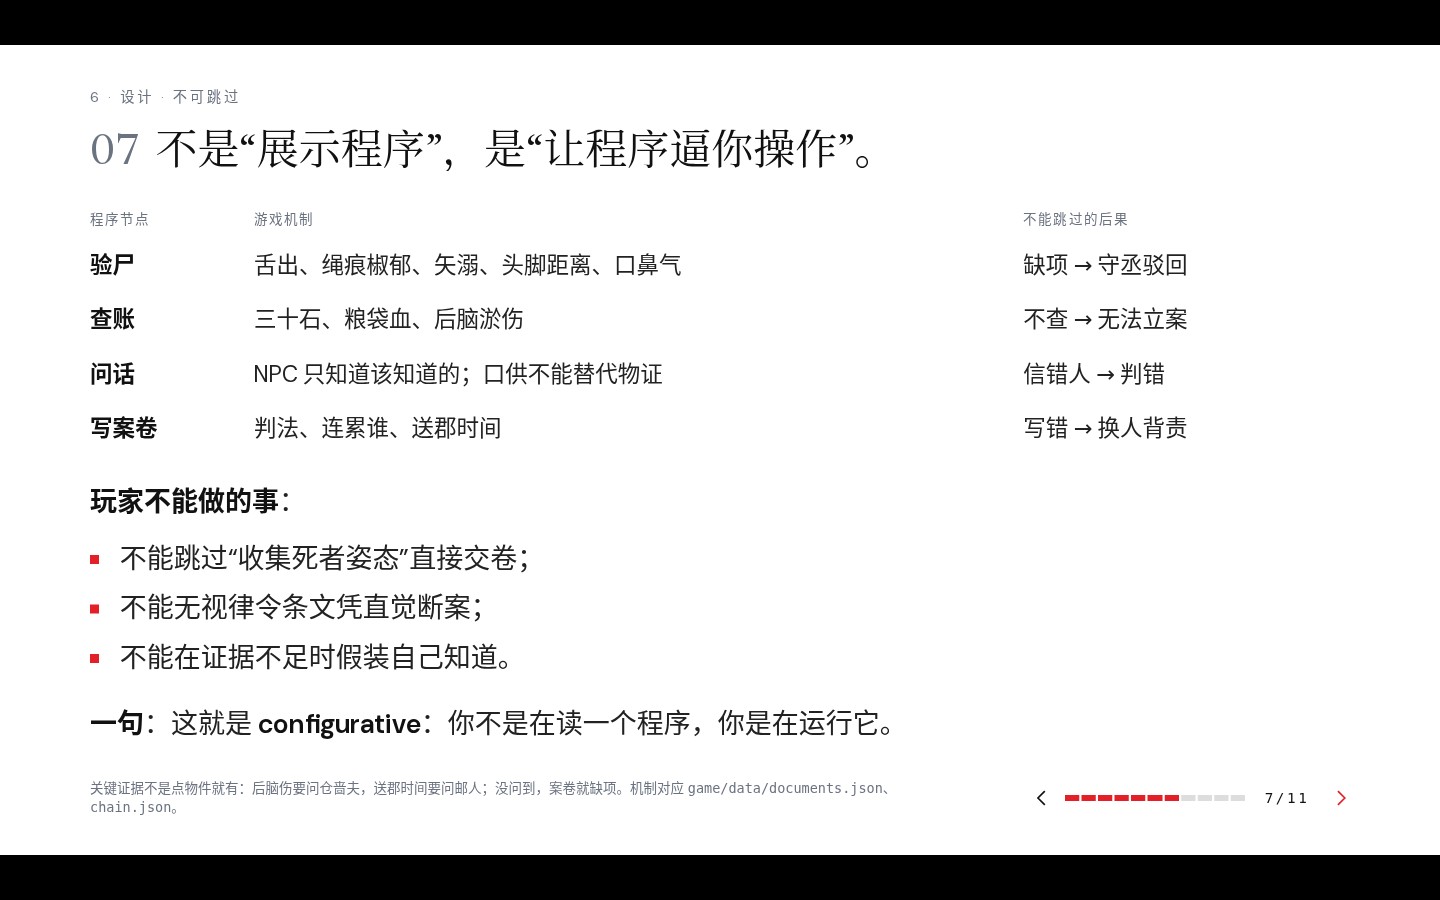 6 · 设计 · 不可跳过
07 不是“展示程序”，是“让程序逼你操作”。
程序节点 游戏机制 不能跳过的后果
验尸 舌出、绳痕椒郁、矢溺、头脚距离、口鼻气 缺项 → 守丞驳回
查账 三十石、粮袋血、后脑淤伤 不查 → 无法立案
问话 NPC 只知道该知道的；口供不能替代物证 信错人 → 判错
写案卷 判法、连累谁、送郡时间 写错 → 换人背责
玩家不能做的事：
不能跳过“收集死者姿态”直接交卷；
不能无视律令条文凭直觉断案；
不能在证据不足时假装自己知道。
一句：这就是 configurative：你不是在读一个程序，你是在运行它。
关键证据不是点物件就有：后脑伤要问仓啬夫，送郡时间要问邮人；没问到，案卷就缺项。机制对应 game/data/documents.json、
chain.json。
7/11